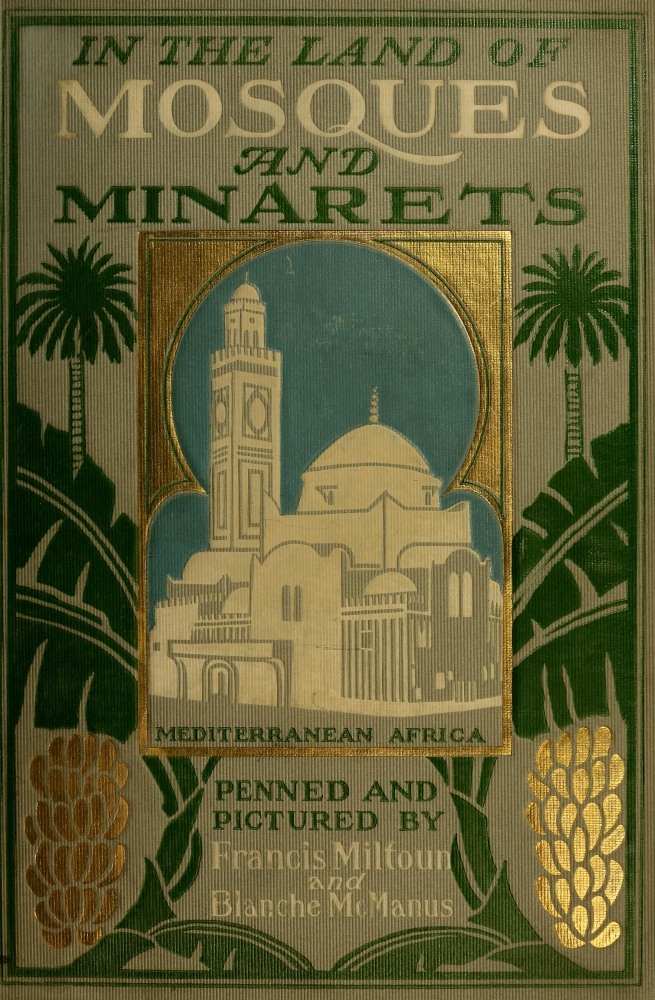 IN THE LAND OF
MOSQUES
AND
MINARETS
MEDITERRANEAN AFRICA
PENNED AND
PICTURED BY
Francis Miltoun
and
Blanche McManus